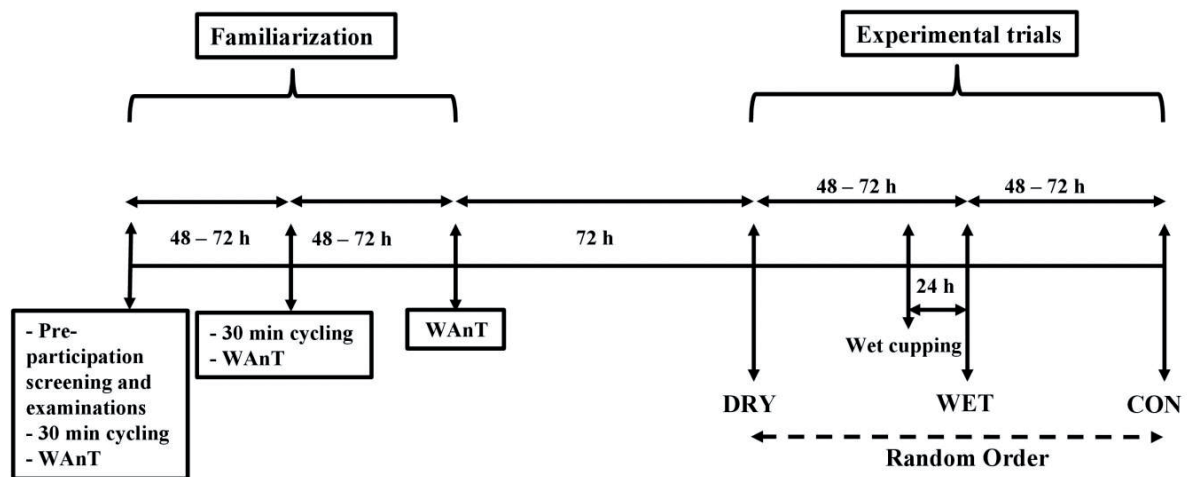 Familiarization
Experimental trials
48 – 72 h
48 – 72 h
48 – 72 h
48 – 72 h
72 h
24 h
- Pre-
participation
screening and
examinations
- 30 min cycling
- WAnT
- 30 min cycling
- WAnT
WAnT
Wet cupping
DRY
WET
CON
Random Order